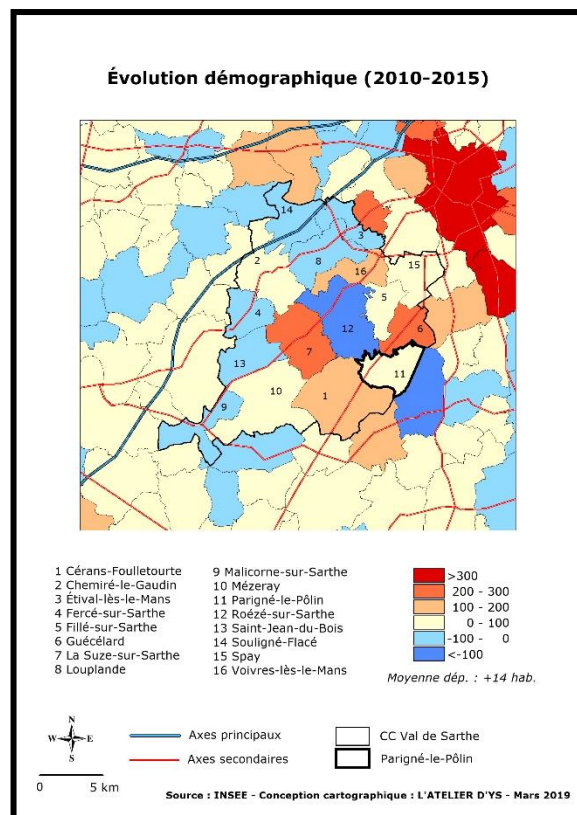 Évolution démographique (2010-2015)
14
3
2
8
15
16
5
4
12
6
7
13
11
10
1
9
1 Cérans-Foulletourte
2 Chemiré-le-Gaudin
3 Étival-lès-le-Mans
4 Fercé-sur-Sarthe
5 Fillé-sur-Sarthe
6 Guécélard
7 La Suze-sur-Sarthe
8 Louplande
9 Malicorne-sur-Sarthe
10 Mézeray
11 Parigné-le-Pôlin
12 Roézé-sur-Sarthe
13 Saint-Jean-du-Bois
14 Souligné-Flacé
15 Spay
16 Voivres-lès-le-Mans
>300
200 - 300
100 - 200
0 - 100
-100 - 0
<-100
Moyenne dép. : +14 hab.
N
W E
S
0 5 km
Axes principaux
Axes secondaires
CC Val de Sarthe
Parigné-le-Pôlin
Source : INSEE - Conception cartographique : L'ATELIER D'YS - Mars 2019